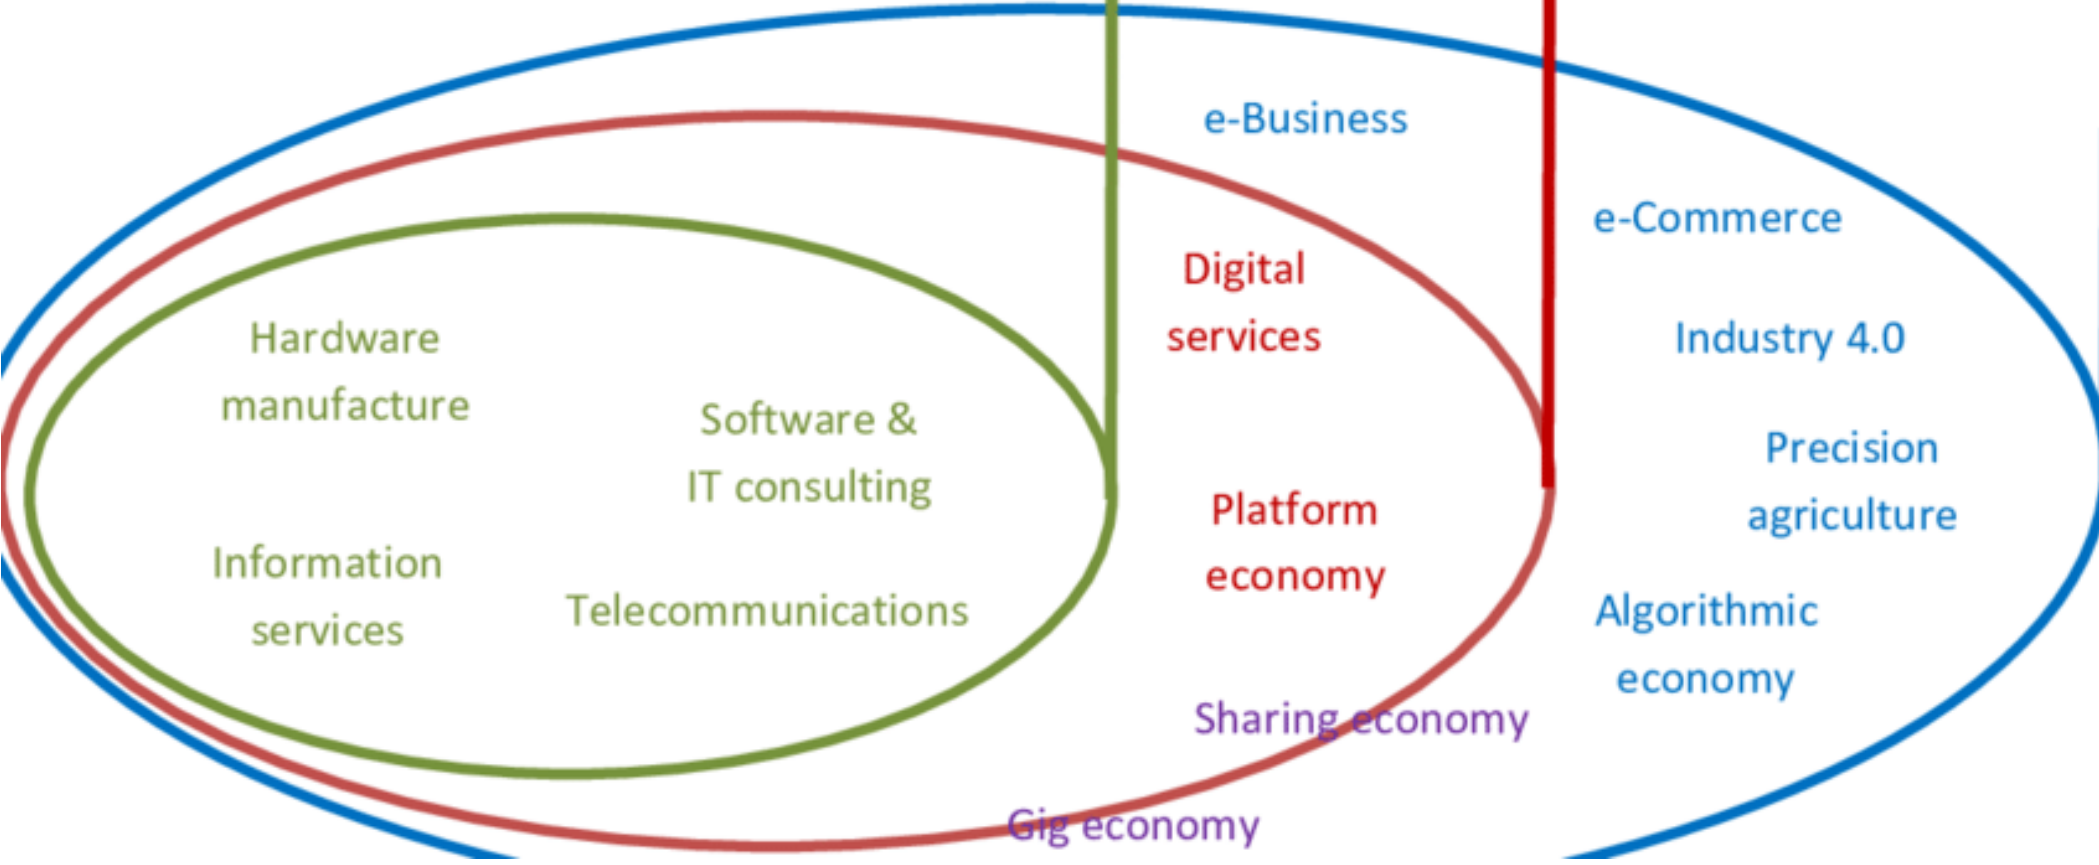 e-Business
e-Commerce
Digital
services
Hardware
manufacture
Industry 4.0
Software &
IT consulting
Precision
agriculture
Platform
economy
Information
services
Telecommunications
Algorithmic
economy
Sharing economy
Gig economy